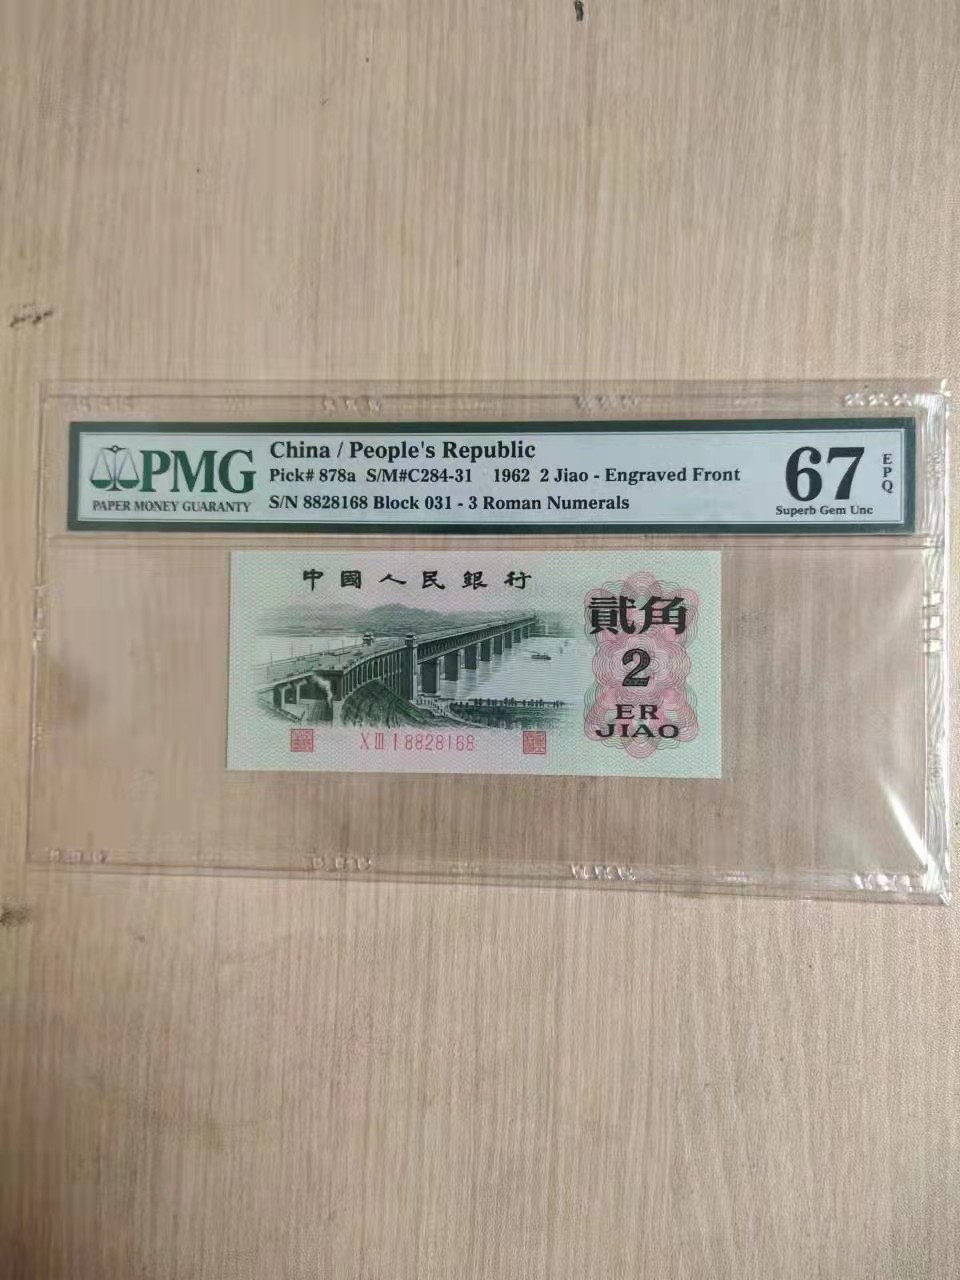 PMG
PAPER MONEY GUARANTY
China / People's Republic
Pick# 878a S/M#C284-31 1962 2 Jiao - Engraved Front
S/N 8828168 Block 031 - 3 Roman Numerals
67
EPQ
Superb Gem Unc
中國人民銀行
貳角
2
ER
JIAO
X III I 8828168